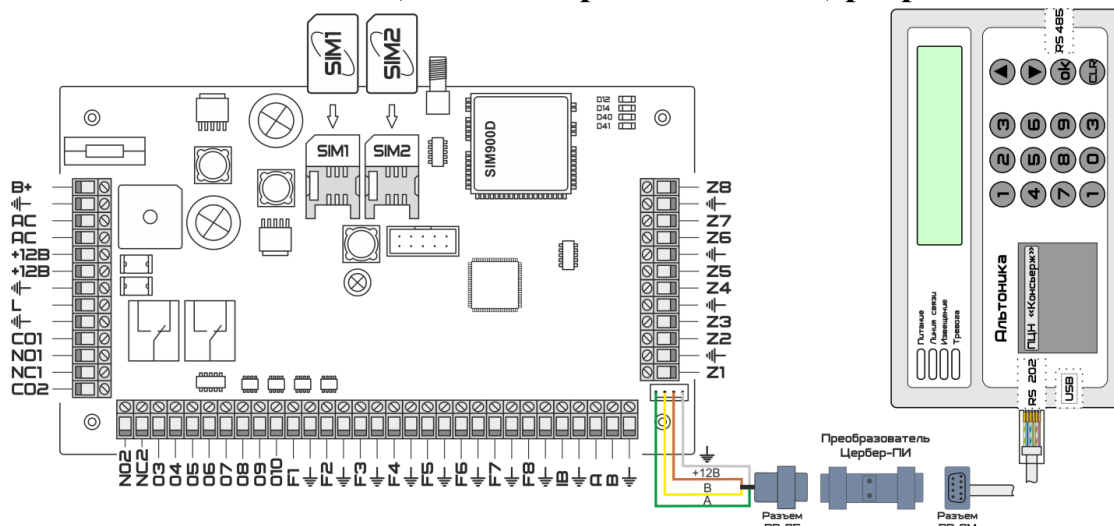 SIM1
SIM2
SIM1
SIM2
SIM900D
D12
D14
D40
D41
B+
AC
AC
+12B
+12B
L
CO1
NO1
NC1
CO2
Z8
Z7
Z6
Z5
Z4
Z3
Z2
Z1
NO2
NC2
O3
O4
O5
O6
O7
O8
O9
O10
F1
F2
F3
F4
F5
F6
F7
F8
IB
A
B
+12В
B
A
Преобразователь
Цербер-ПИ
Разъем
Разъем
RS 485
ok
CLR
3
6
9
3
2
5
8
0
1
4
7
1
Питание
Линия связи
Извещение
Тревога
Альтоника
ПЦН «Консьерж»
RS 202
USB